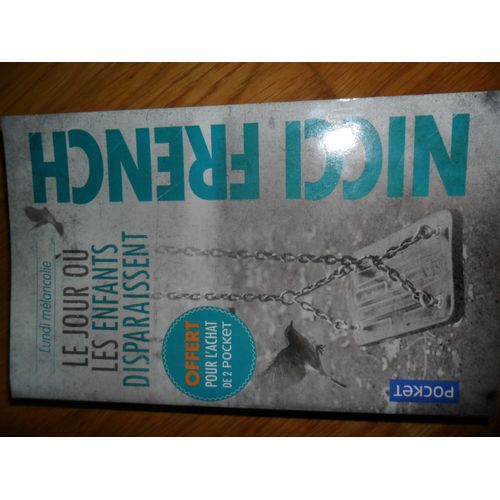 NICCI FRENCH
Lundi mélancolie
LE JOUR OÙ
LES ENFANTS
DISPARAISSENT
OFFERT
POUR L'ACHAT
DE 2 POCKET
POCKET